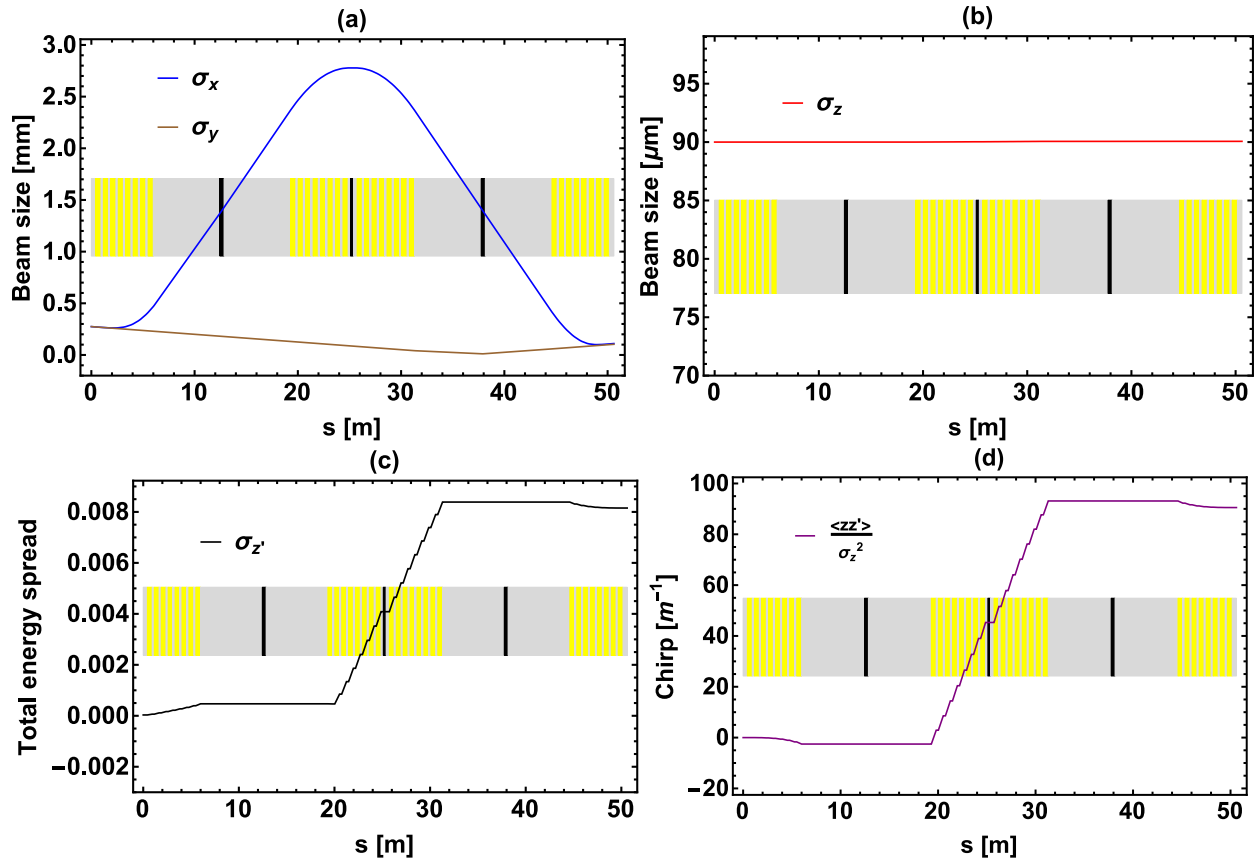 (a)
Beam size [mm]
3.0
2.5
2.0
1.5
1.0
0.5
0.0
σx
σy
0 10 20 30 40 50
s [m]
(b)
Beam size [μm]
95
90
85
80
75
70
σz
0 10 20 30 40 50
s [m]
(c)
Total energy spread
0.008
0.006
0.004
0.002
0.000
−0.002
σz'
0 10 20 30 40 50
s [m]
(d)
Chirp [m⁻¹]
100
80
60
40
20
0
−20
<zz'>
σz²
0 10 20 30 40 50
s [m]